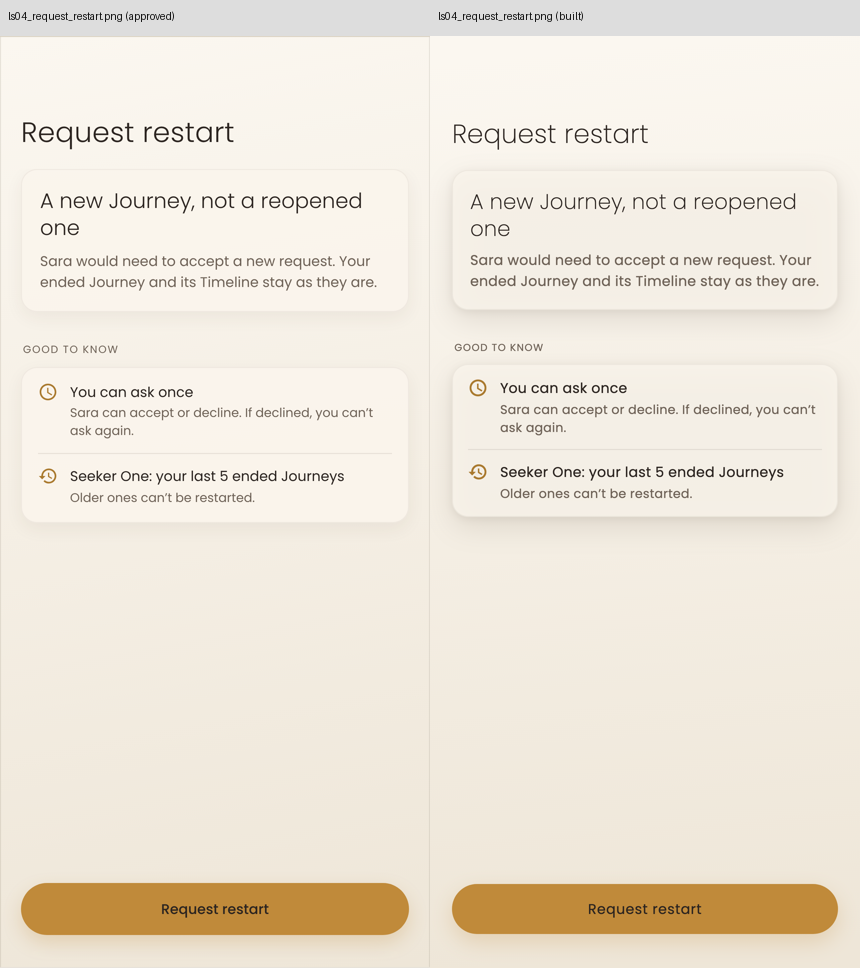 ls04_request_restart.png (approved)
Request restart
A new Journey, not a reopened
one
Sara would need to accept a new request. Your
ended Journey and its Timeline stay as they are.
GOOD TO KNOW
You can ask once
Sara can accept or decline. If declined, you can’t
ask again.
Seeker One: your last 5 ended Journeys
Older ones can’t be restarted.
Request restart
ls04_request_restart.png (built)
Request restart
A new Journey, not a reopened
one
Sara would need to accept a new request. Your
ended Journey and its Timeline stay as they are.
GOOD TO KNOW
You can ask once
Sara can accept or decline. If declined, you can’t
ask again.
Seeker One: your last 5 ended Journeys
Older ones can’t be restarted.
Request restart